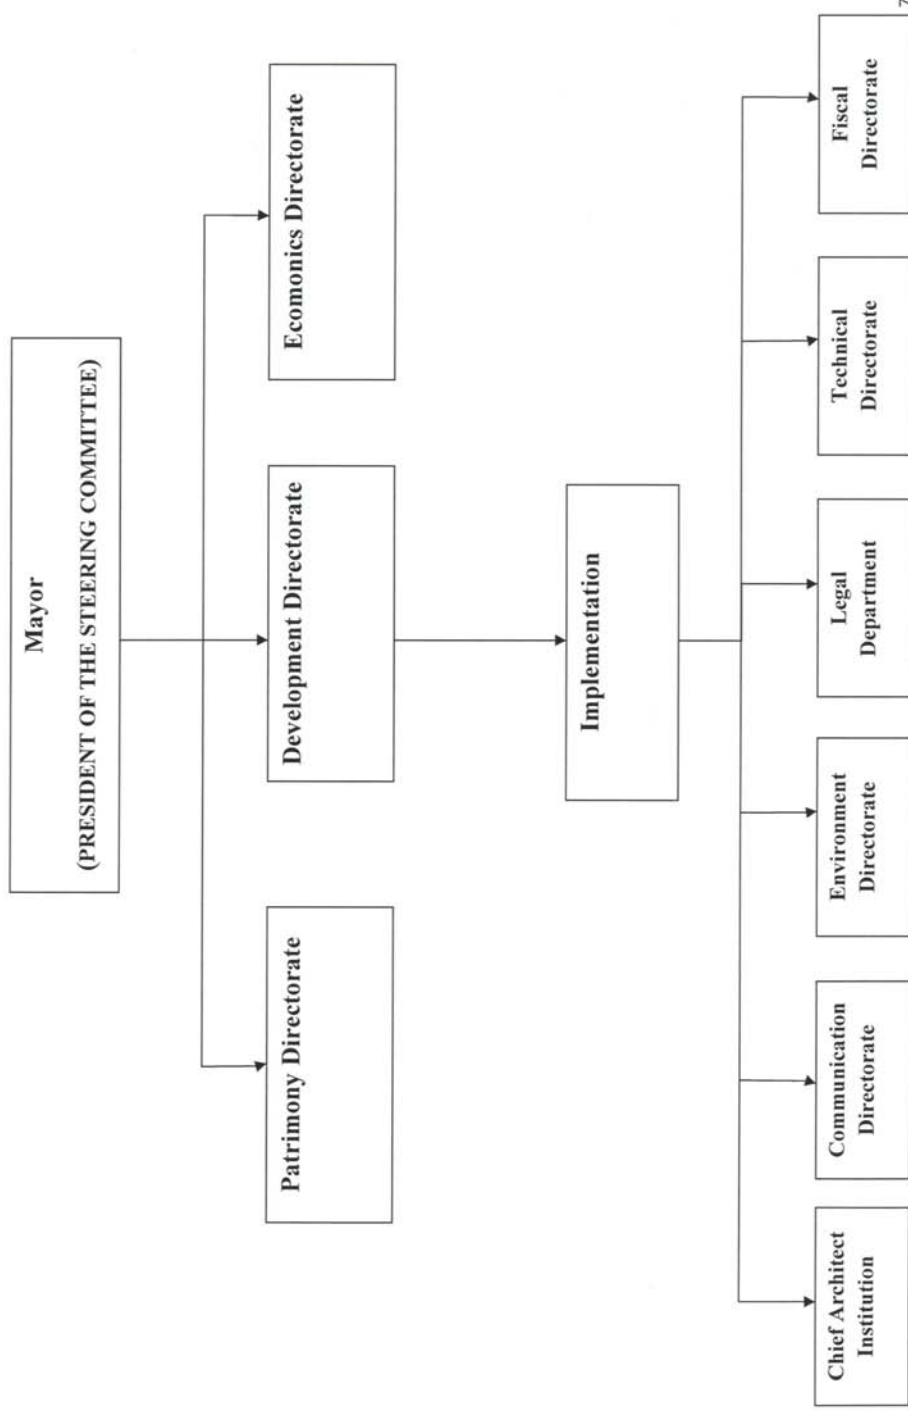 Mayor
(PRESIDENT OF THE STEERING COMMITTEE)
Patrimony Directorate
Development Directorate
Ecomonics Directorate
Implementation
Chief Architect
Institution
Communication
Directorate
Environment
Directorate
Legal
Department
Technical
Directorate
Fiscal
Directorate